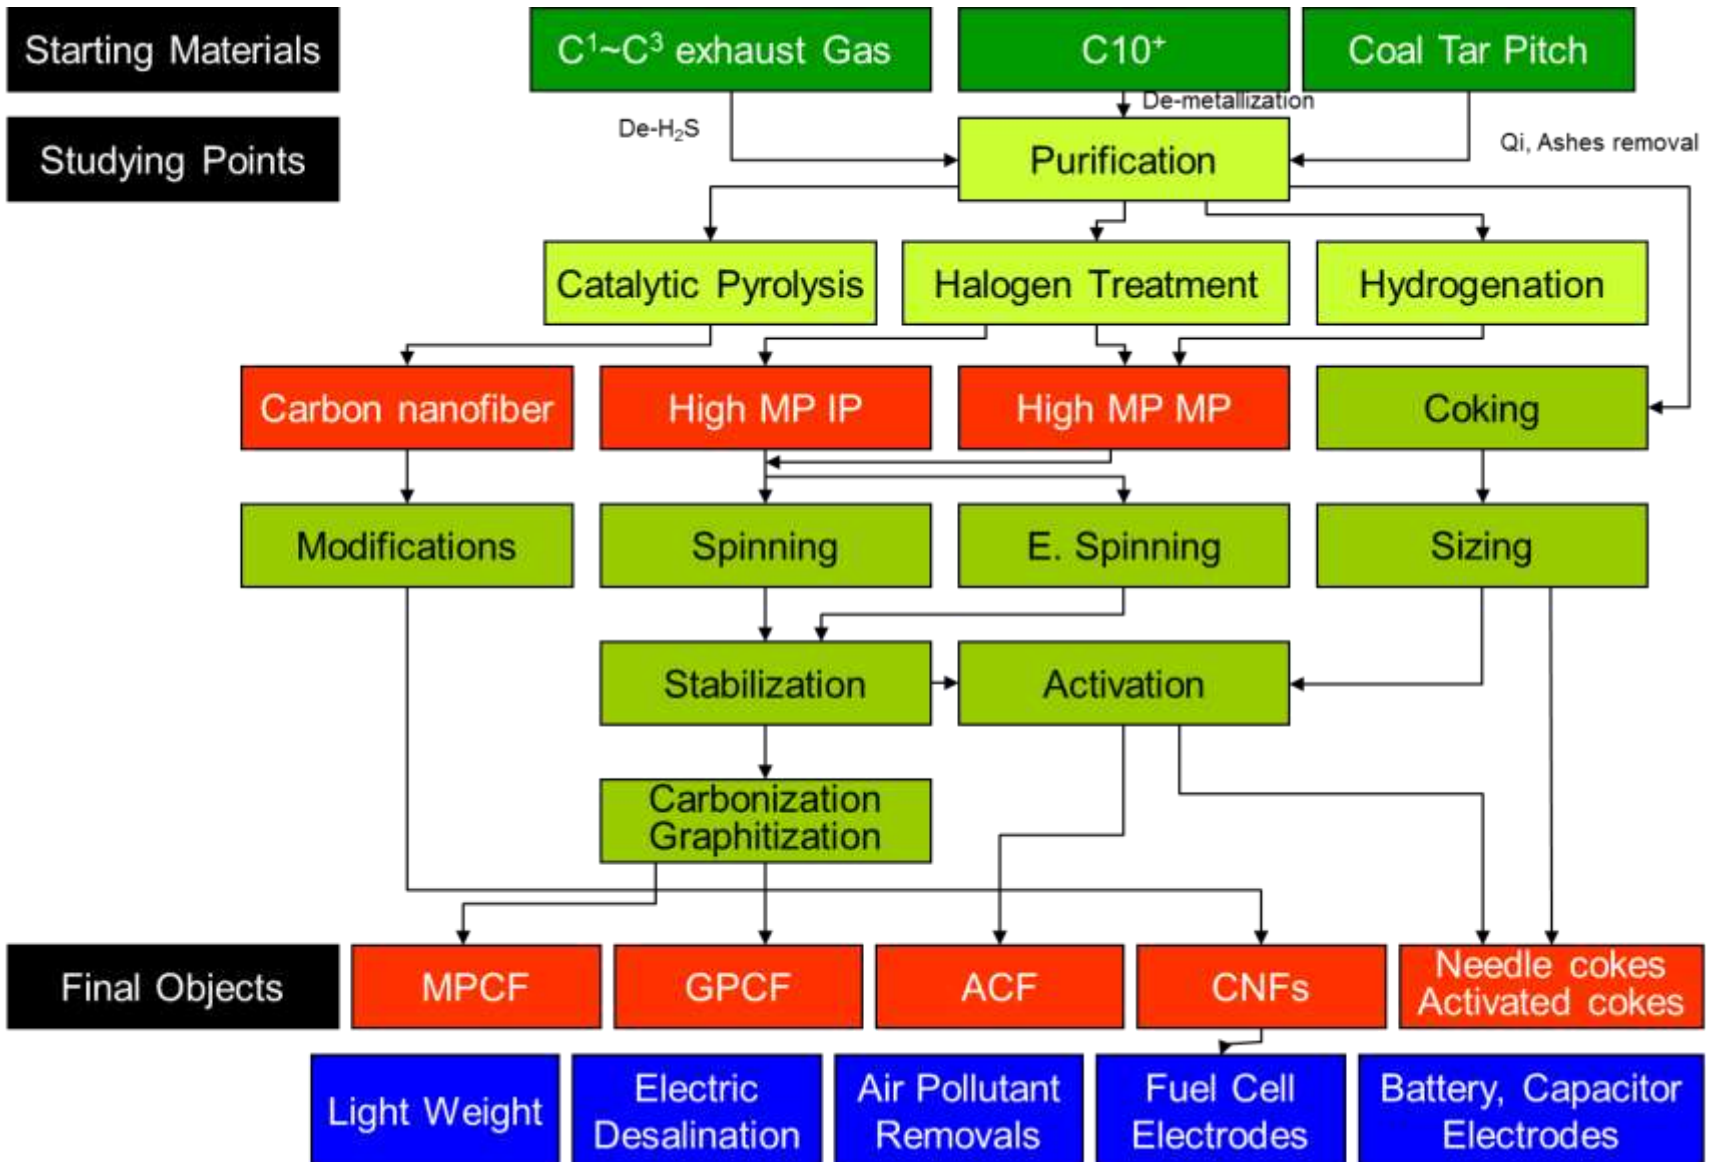 Starting Materials
C¹~C³ exhaust Gas
C10⁺
Coal Tar Pitch
De-metallization
De-H₂S
Qi, Ashes removal
Studying Points
Purification
Catalytic Pyrolysis
Halogen Treatment
Hydrogenation
Carbon nanofiber
High MP IP
High MP MP
Coking
Modifications
Spinning
E. Spinning
Sizing
Stabilization
Activation
Carbonization
Graphitization
Final Objects
MPCF
GPCF
ACF
CNFs
Needle cokes
Activated cokes
Light Weight
Electric
Desalination
Air Pollutant
Removals
Fuel Cell
Electrodes
Battery, Capacitor
Electrodes